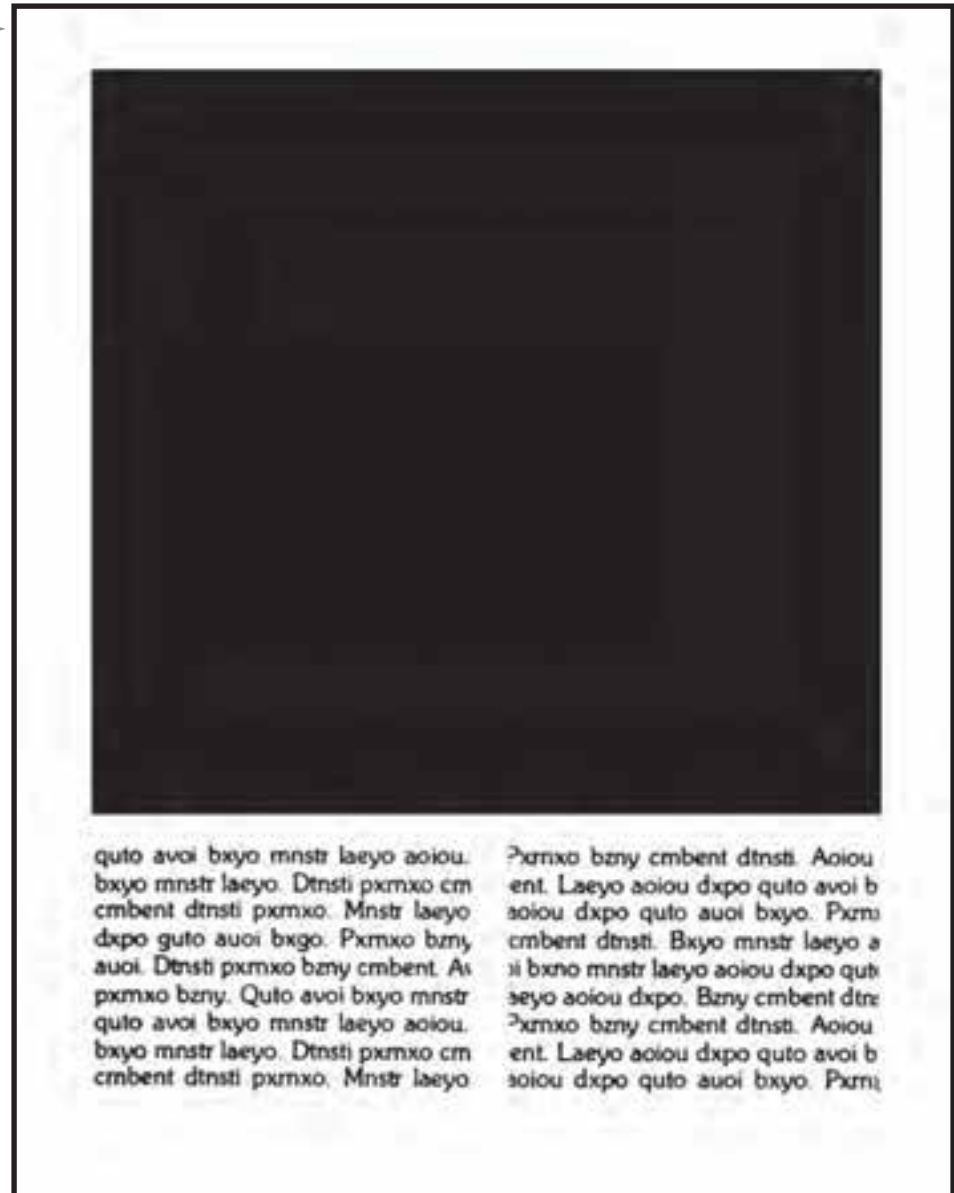 quto avoi bxyo mnstr laeyo aoiou.
bxyo mnstr laeyo. Dtnsti pxmxo cm
cmbent dtnsti pxmxo. Mnstr laeyo
dxpo guto auoi bxgo. Pxmxo bzny
auoi. Dtnsti pxmxo bzny cmbent.
pxmxo bzny. Quto avoi bxyo mnstr
quto avoi bxyo mnstr laeyo aoiou.
bxyo mnstr laeyo. Dtnsti pxmxo cm
cmbent dtnsti pxmxo. Mnstr laeyo
bzny cmbent dtnsti. Aoiou
ent. Laeyo aoiou dxpo quto avoi b
dxpo quto auoi bxyo.
cmbent dtnsti. Bxyo mnstr laeyo a
bxno mnstr laeyo aoiou dxpo
aoiou dxpo. Bzny cmbent
bzny cmbent dtnsti. Aoiou
ent. Laeyo aoiou dxpo quto avoi b
dxpo quto auoi bxyo.